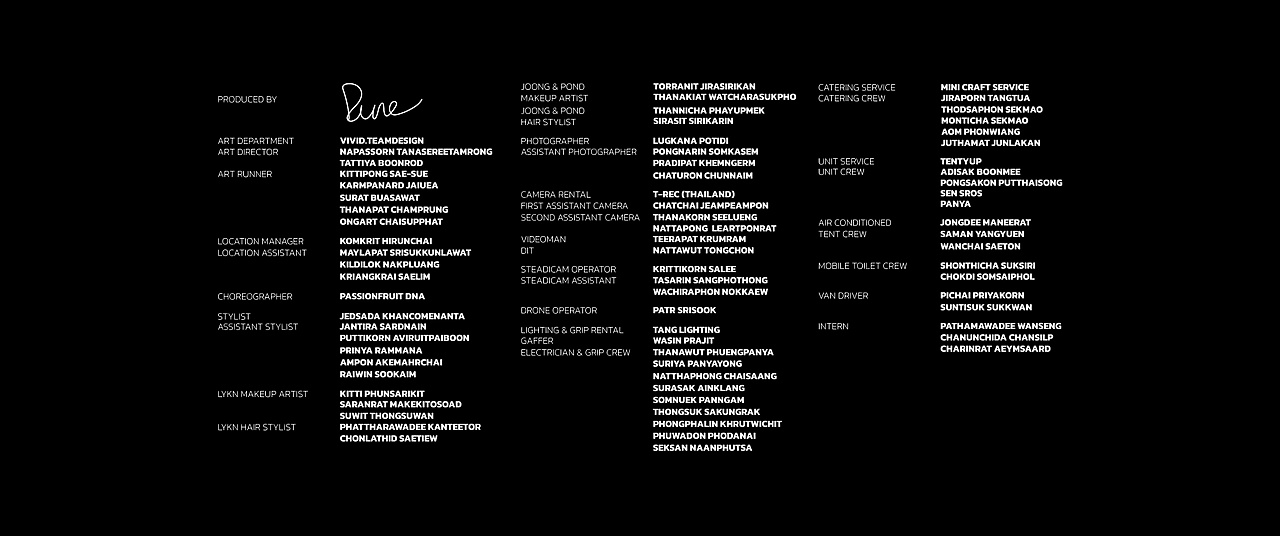 PRODUCED BY
ART DEPARTMENT VIVID.TEAMDESIGN
ART DIRECTOR NAPASSORN TANASEREETAMRONG
TATTIYA BOONROD
ART RUNNER KITTIPONG SAE-SUE
KARMPANARD JAIUEA
SURAT BUASAWAT
THANAPAT CHAMPRUNG
ONGART CHAISUPPHAT
LOCATION MANAGER KOMKRIT HIRUNCHAI
LOCATION ASSISTANT MAYLAPAT SRISUKKUNLAWAT
KILDILOK NAKPLUANG
KRIANGKRAI SAELIM
CHOREOGRAPHER PASSIONFRUIT DNA
STYLIST JEDSADA KHANCOMENANTA
ASSISTANT STYLIST JANTIRA SARDNAIN
PUTTIKORN AVIRUITPAIBOON
PRINYA RAMMANA
AMPON AKEMAHRCHAI
RAIWIN SOOKAIM
LYKN MAKEUP ARTIST KITTI PHUNSARIKIT
SARANRAT MAKEKITOSOAD
SUWIT THONGSUWAN
LYKN HAIR STYLIST PHATTHARAWADEE KANTEETOR
CHONLATHID SAETIEW
JOONG & POND TORRANIT JIRASIRIKAN
MAKEUP ARTIST THANAKIAT WATCHARASUKPHO
JOONG & POND THANNICHA PHAYUPMEK
HAIR STYLIST SIRASIT SIRIKARIN
PHOTOGRAPHER LUGKANA POTIDI
ASSISTANT PHOTOGRAPHER PONGNARIN SOMKASEM
PRADIPAT KHEMNGERM
CHATURON CHUNNAIM
CAMERA RENTAL T-REC (THAILAND)
FIRST ASSISTANT CAMERA CHATCHAI JEAMPEAMPON
SECOND ASSISTANT CAMERA THANAKORN SEELUENG
NATTAPONG LEARTPONRAT
VIDEOMAN TEERAPAT KRUMRAM
DIT NATTAWUT TONGCHON
STEADICAM OPERATOR KRITTIKORN SALEE
STEADICAM ASSISTANT TASARIN SANGPHOTHONG
WACHIRAPHON NOKKAEW
DRONE OPERATOR PATR SRISOOK
LIGHTING & GRIP RENTAL TANG LIGHTING
GAFFER WASIN PRAJIT
ELECTRICIAN & GRIP CREW THANAWUT PHUENGPANYA
SURIYA PANYAYONG
NATTHAPHONG CHAISAANG
SURASAK AINKLANG
SOMNUEK PANNGAM
THONGSUK SAKUNGRAK
PHONGPHALIN KHRUTWICHIT
PHUWADON PHODANAI
SEKSAN NAANPHUTSA
CATERING SERVICE MINI CRAFT SERVICE
CATERING CREW JIRAPORN TANGTUA
THODSAPHON SEKMAO
MONTICHA SEKMAO
AOM PHONWIANG
JUTHAMAT JUNLAKAN
UNIT SERVICE TENTYUP
UNIT CREW ADISAK BOONMEE
PONGSAKON PUTTHAISONG
SEN SROS
PANYA
AIR CONDITIONED JONGDEE MANEERAT
TENT CREW SAMAN YANGYUEN
WANCHAI SAETON
MOBILE TOILET CREW SHONTHICHA SUKSIRI
CHOKDI SOMSAIPHOL
VAN DRIVER PICHAI PRIYAKORN
SUNTISUK SUKKWAN
INTERN PATHAMAWADEE WANSENG
CHANUNCHIDA CHANSILP
CHARINRAT AEYMSAARD